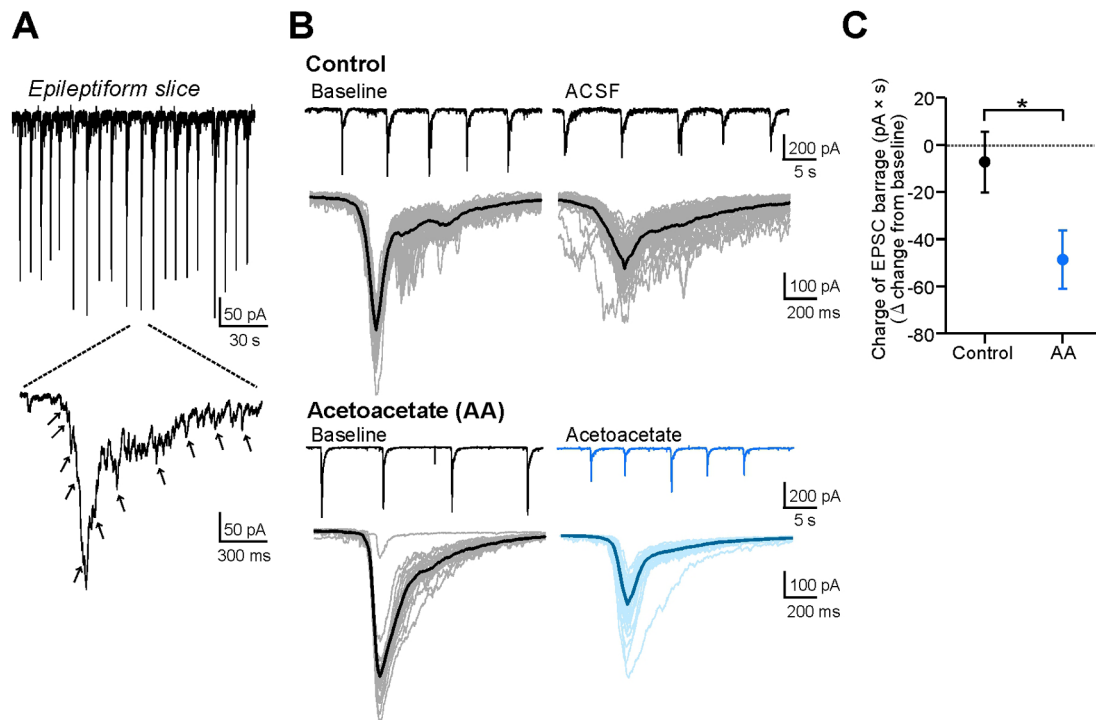 A
Epileptiform slice
50 pA
30 s
50 pA
300 ms
B
Control
Baseline
ACSF
200 pA
5 s
100 pA
200 ms
Acetoacetate (AA)
Baseline
Acetoacetate
200 pA
5 s
100 pA
200 ms
C
Charge of EPSC barrage (pA × s)
(Δ change from baseline)
20
0
-20
-40
-60
-80
*
Control
AA